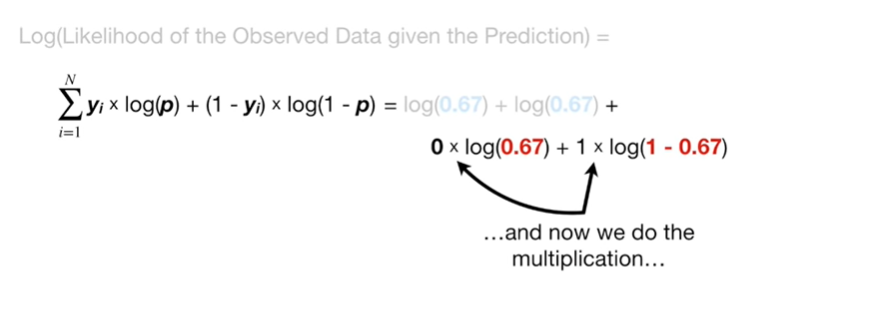 Log(Likelihood of the Observed Data given the Prediction) =
N
∑ yi × log(p) + (1 - yi) × log(1 - p) = log(0.67) + log(0.67) +
i=1
0 × log(0.67) + 1 × log(1 - 0.67)
…and now we do the
multiplication…